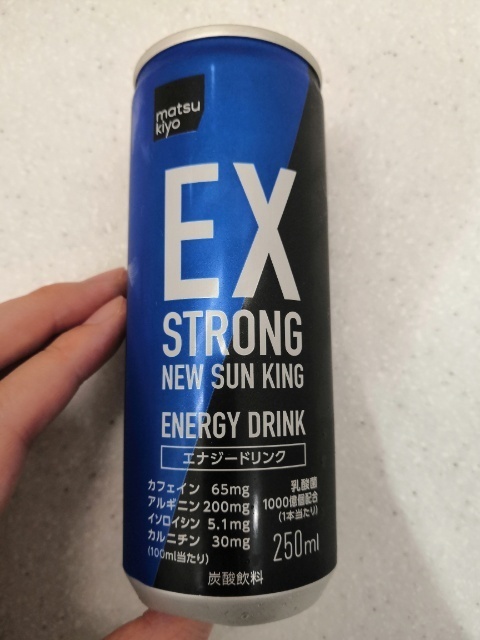 matsu
kiyo
EX
STRONG
NEW SUN KING
ENERGY DRINK
エナジードリンク
カフェイン 65mg
アルギニン 200mg
イソロイシン 5.1mg
カルニチン 30mg
(100ml当たり)
乳酸菌
1000億個配合
(1本当たり)
250ml
炭酸飲料